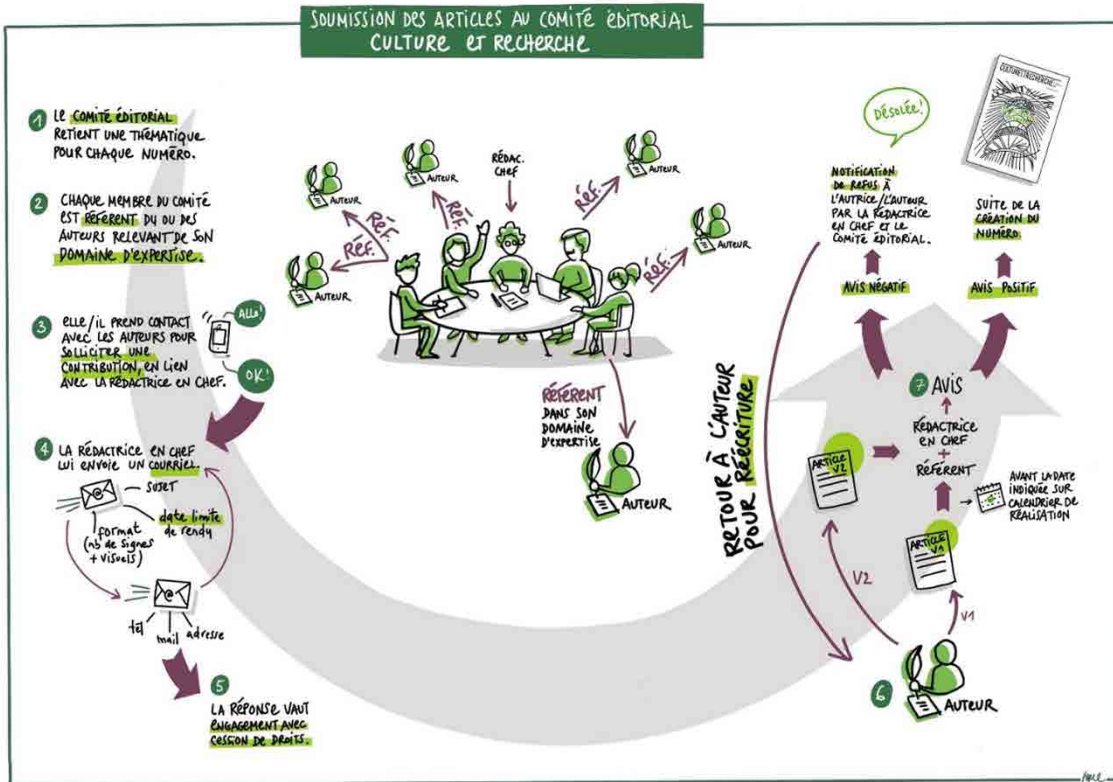 SOUMISSION DES ARTICLES AU COMITÉ ÉDITORIAL
CULTURE ET RECHERCHE
1 LE COMITÉ ÉDITORIAL
RETIENT UNE THÉMATIQUE
POUR CHAQUE NUMÉRO.
2 CHAQUE MEMBRE DU COMITÉ
EST RÉFÉRENT DU OU DES
AUTEURS RELEVANT DE SON
DOMAINE D'EXPERTISE.
3 ELLE/IL PREND CONTACT
AVEC LES AUTEURS POUR
SOLLICITER UNE
CONTRIBUTION, EN LIEN
AVEC LA RÉDACTRICE EN CHEF.
ALLO!
OK!
4 LA RÉDACTRICE EN CHEF
LUI ENVOIE UN COURRIEL.
@
SUJET
date limite
de rendu
format
(nb de signes
+ visuels)
@
tél
mail
adresse
5
LA RÉPONSE VAUT
ENGAGEMENT AVEC
CESSION DE DROITS.
AUTEUR
AUTEUR
AUTEUR
RÉF.
RÉF.
RÉF.
RÉDAC.
CHEF
RÉF.
AUTEUR
RÉF.
AUTEUR
RÉFÉRENT
DANS SON
DOMAINE
D'EXPERTISE
AUTEUR
RETOUR À L'AUTEUR
POUR RÉÉCRITURE
6
AUTEUR
V1
V2
ARTICLE
V1
ARTICLE
V2
AVANT LA DATE
INDIQUÉE SUR
CALENDRIER DE
RÉALISATION
7 AVIS
RÉDACTRICE
EN CHEF
+
RÉFÉRENT
AVIS NÉGATIF
AVIS POSITIF
NOTIFICATION
DE REFUS À
L'AUTRICE/L'AUTEUR
PAR LA RÉDACTRICE
EN CHEF ET LE
COMITÉ ÉDITORIAL.
DÉSOLÉE!
SUITE DE LA
CRÉATION DU
NUMÉRO.
CULTURE ET RECHERCHE